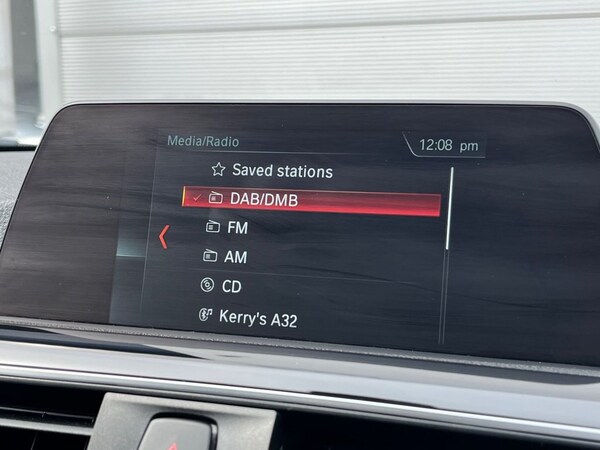 Media/Radio
12:08 pm
Saved stations
DAB/DMB
FM
AM
CD
Kerry's A32